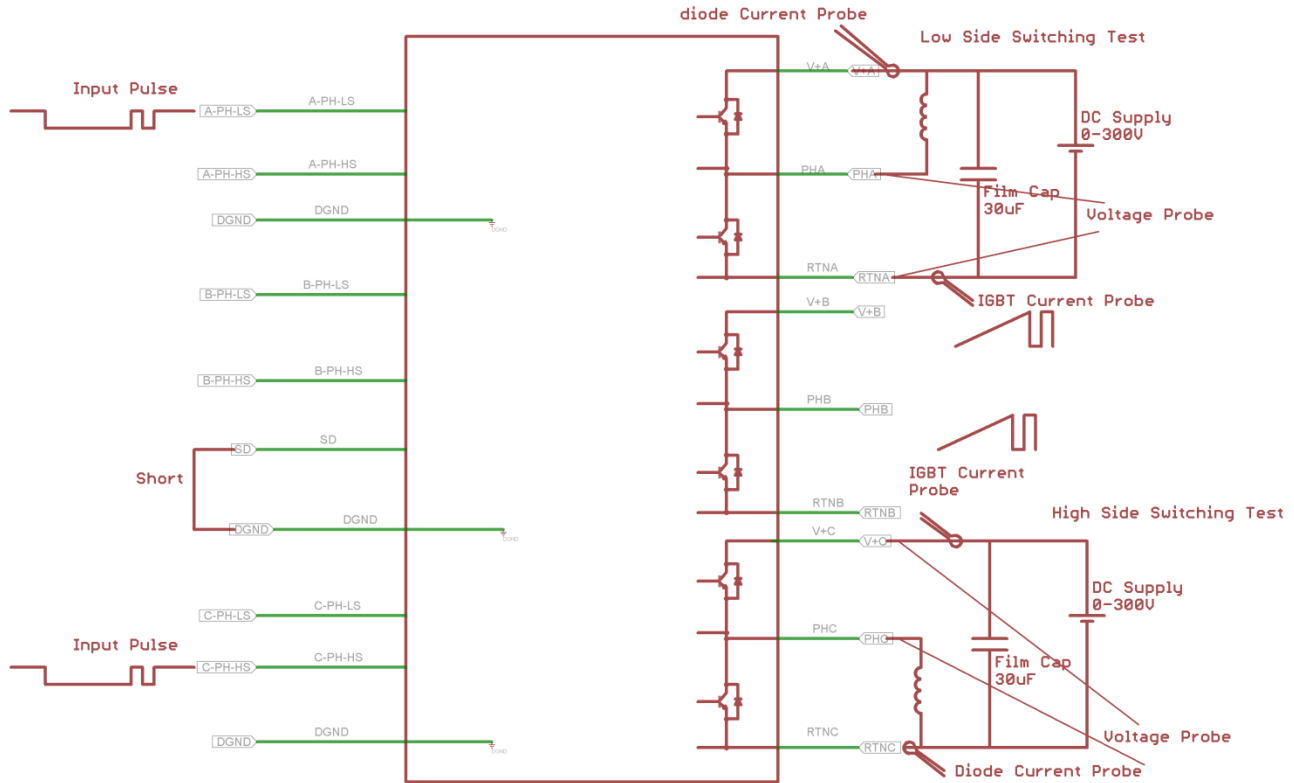 diode Current Probe
Low Side Switching Test
Input Pulse
A-PH-LS
A-PH-LS
V+A
V+A
DC Supply
0-300V
A-PH-HS
A-PH-HS
PHA
PHA
Film Cap
30uF
DGND
DGND
DGND
Voltage Probe
RTNA
RTNA
B-PH-LS
B-PH-LS
IGBT Current Probe
V+B
V+B
B-PH-HS
B-PH-HS
PHB
PHB
SD
SD
Short
IGBT Current
Probe
RTNB
RTNB
High Side Switching Test
DGND
DGND
DGND
V+C
V+C
DC Supply
0-300V
C-PH-LS
C-PH-LS
Input Pulse
C-PH-HS
C-PH-HS
PHC
PHC
Film Cap
30uF
DGND
DGND
DGND
RTNC
RTNC
Voltage Probe
Diode Current Probe